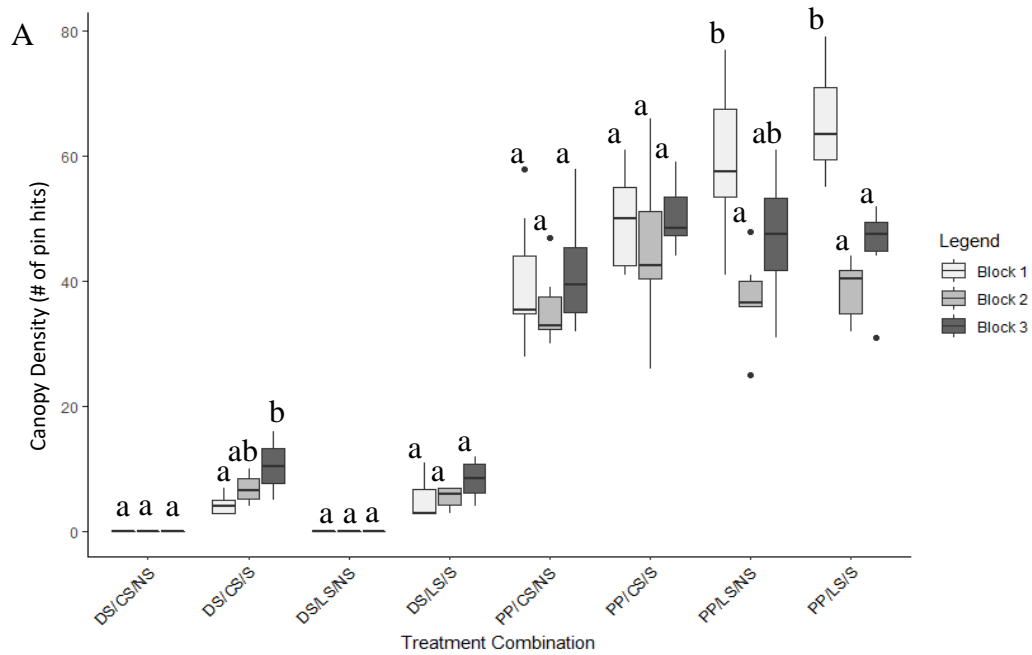 A
80
60
40
20
0
Canopy Density (# of pin hits)
a a a
a ab b
a a a
a a a
a a a
a a a
b a ab
b a a
Legend
Block 1
Block 2
Block 3
DS/CS/NS
DS/CS/S
DS/LS/NS
DS/LS/S
PP/CS/NS
PP/CS/S
PP/LS/NS
PP/LS/S
Treatment Combination